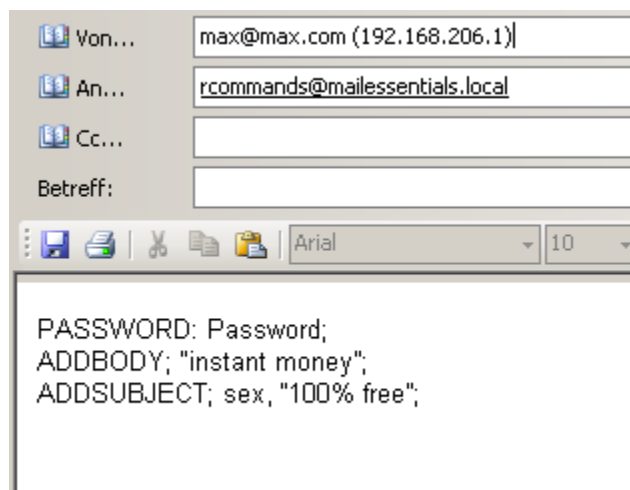 Von... max@max.com (192.168.206.1)
An... rcommands@mailessentials.local
Cc...
Betreff:
Arial 10
PASSWORD: Password;
ADDBODY; "instant money";
ADDSUBJECT; sex, "100% free";